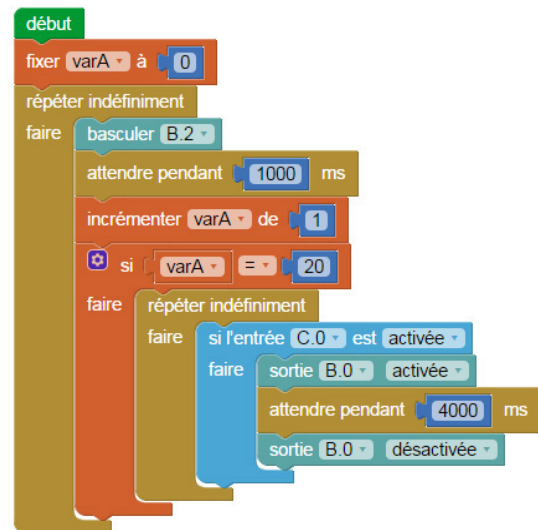 début
fixer varA à 0
répéter indéfiniment
faire basculer B.2
attendre pendant 1000 ms
incrémenter varA de 1
si varA = 20
faire répéter indéfiniment
faire si l'entrée C.0 est activée
faire sortie B.0 activée
attendre pendant 4000 ms
sortie B.0 désactivée